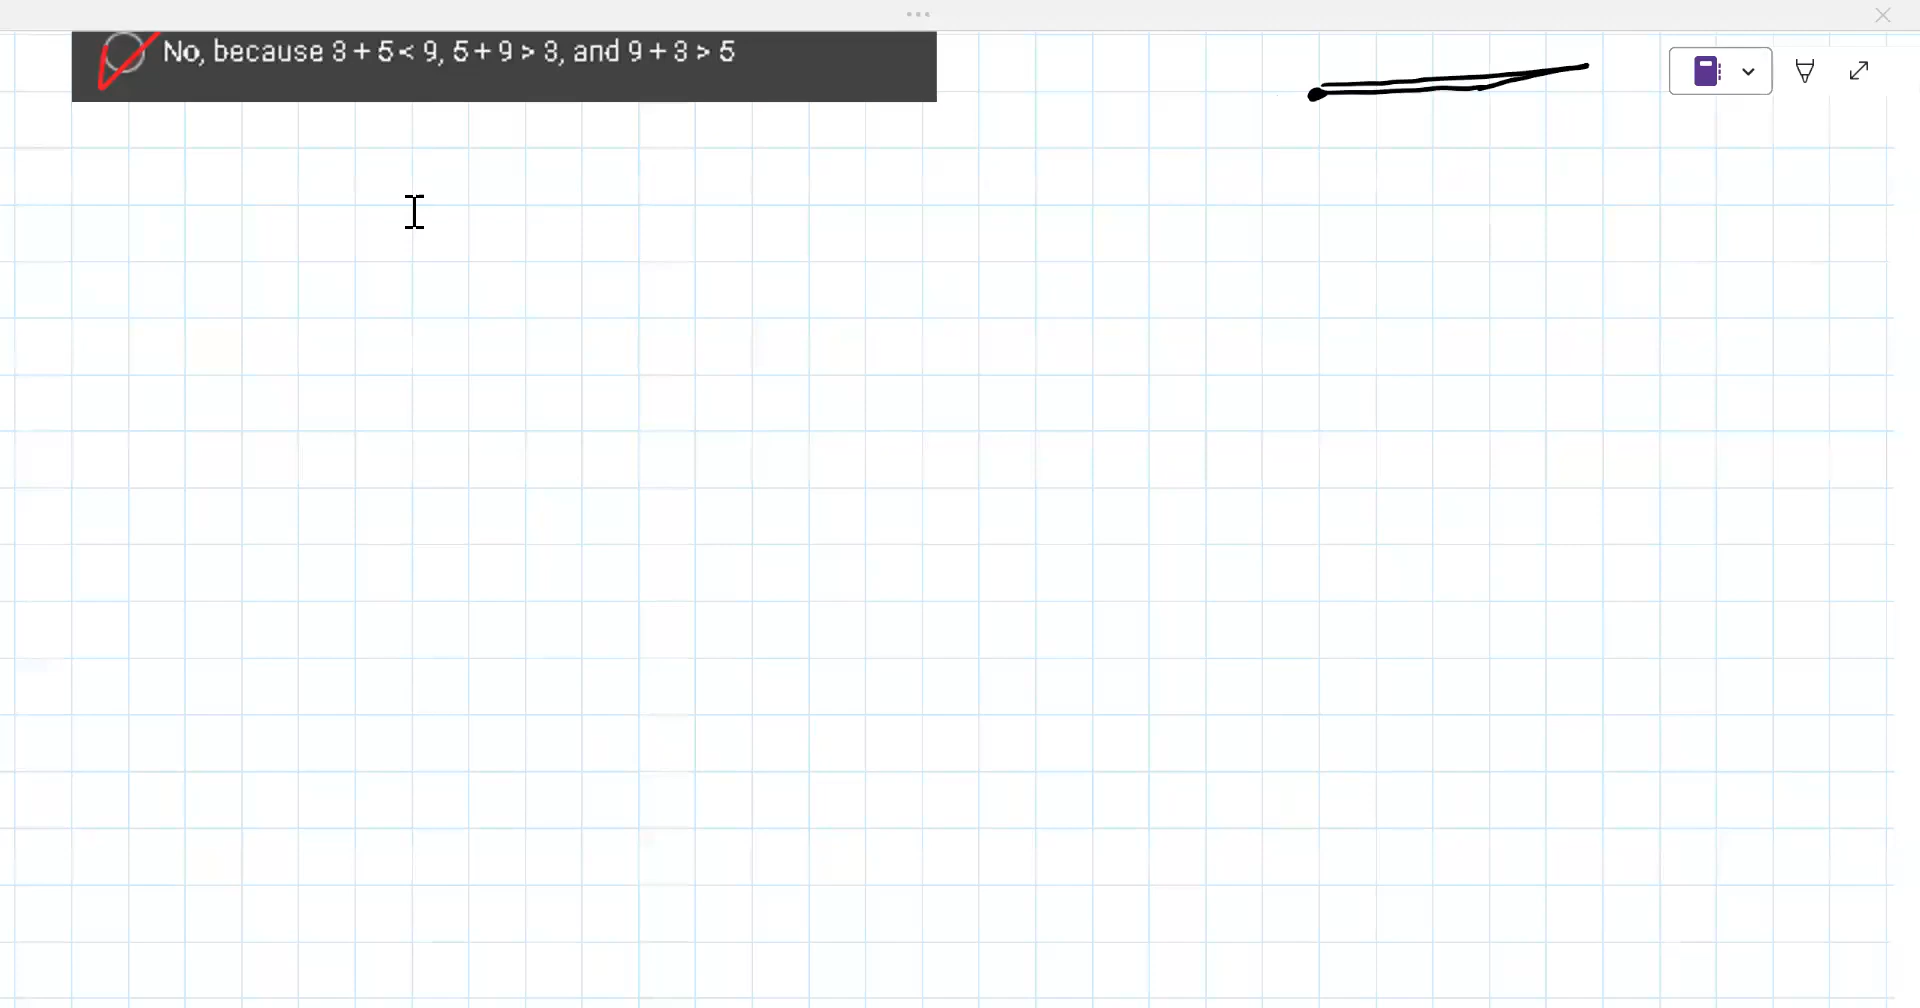 No, because 3 + 5 < 9, 5 + 9 > 3, and 9 + 3 > 5